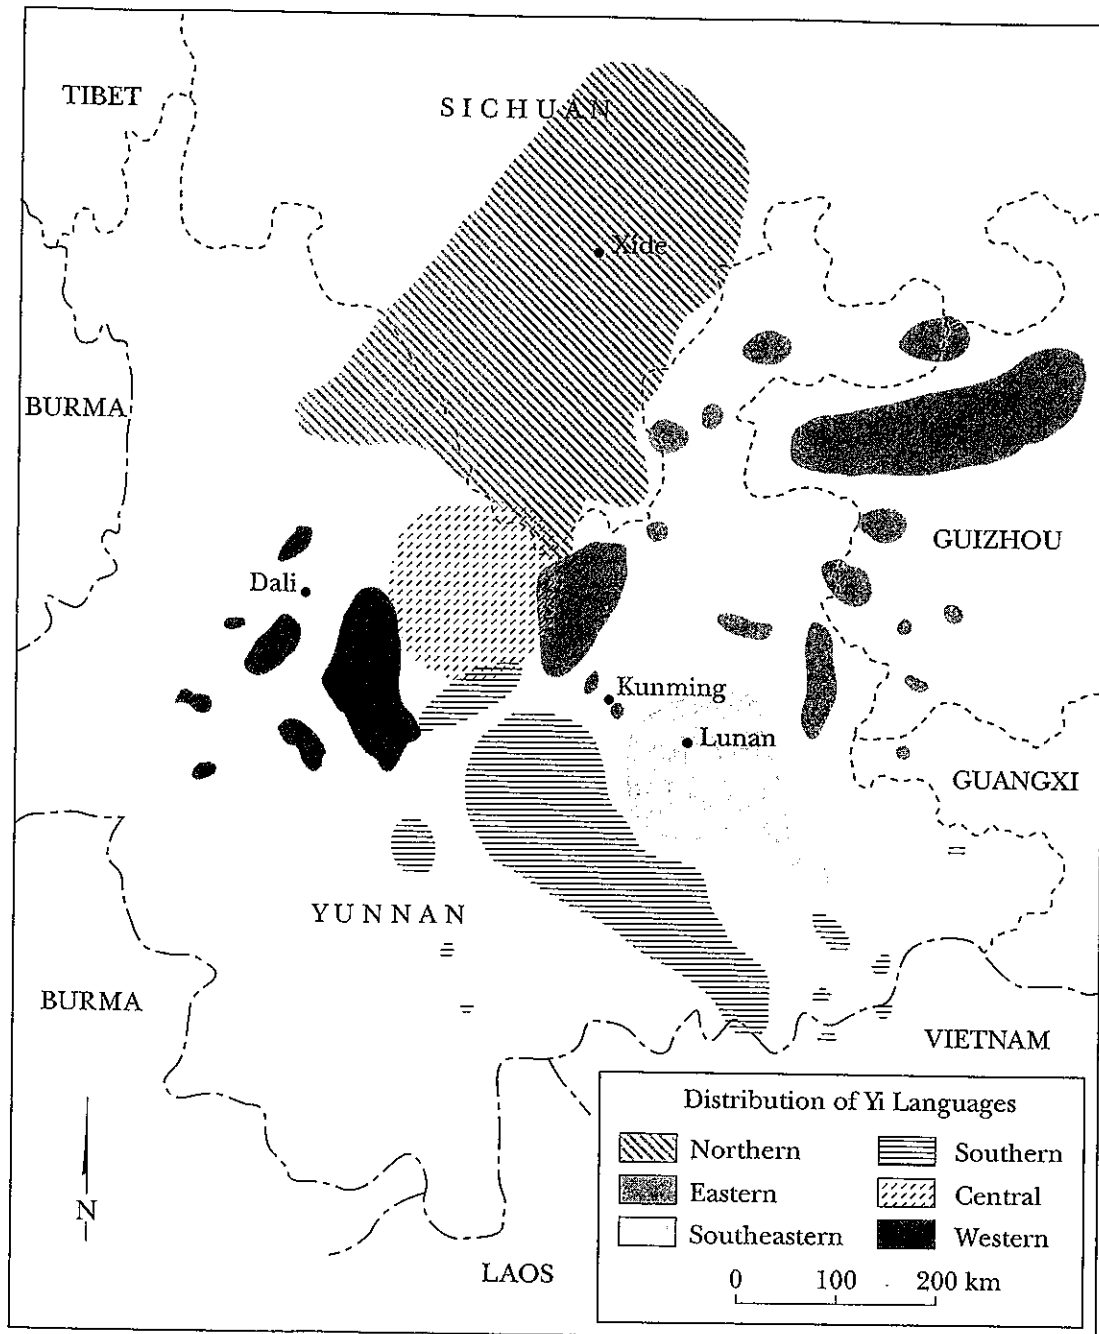 TIBET
SICHUAN
Xide
BURMA
GUIZHOU
Dali
Kunming
Lunan
GUANGXI
YUNNAN
BURMA
VIETNAM
N
LAOS
Distribution of Yi Languages
Northern
Southern
Eastern
Central
Southeastern
Western
0 100 200 km